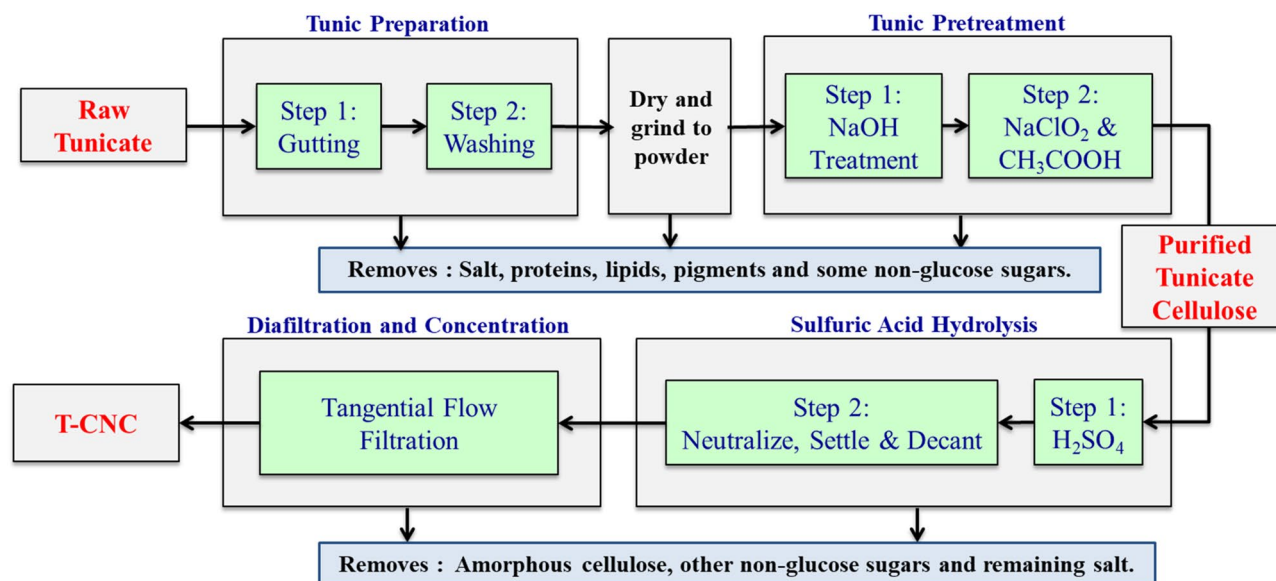 Tunic Preparation
Tunic Pretreatment
Raw
Tunicate
Step 1:
Gutting
Step 2:
Washing
Dry and
grind to
powder
Step 1:
NaOH
Treatment
Step 2:
NaClO₂ &
CH₃COOH
Removes : Salt, proteins, lipids, pigments and some non-glucose sugars.
Purified
Tunicate
Cellulose
Diafiltration and Concentration
Sulfuric Acid Hydrolysis
T-CNC
Tangential Flow
Filtration
Step 2:
Neutralize, Settle & Decant
Step 1:
H₂SO₄
Removes : Amorphous cellulose, other non-glucose sugars and remaining salt.